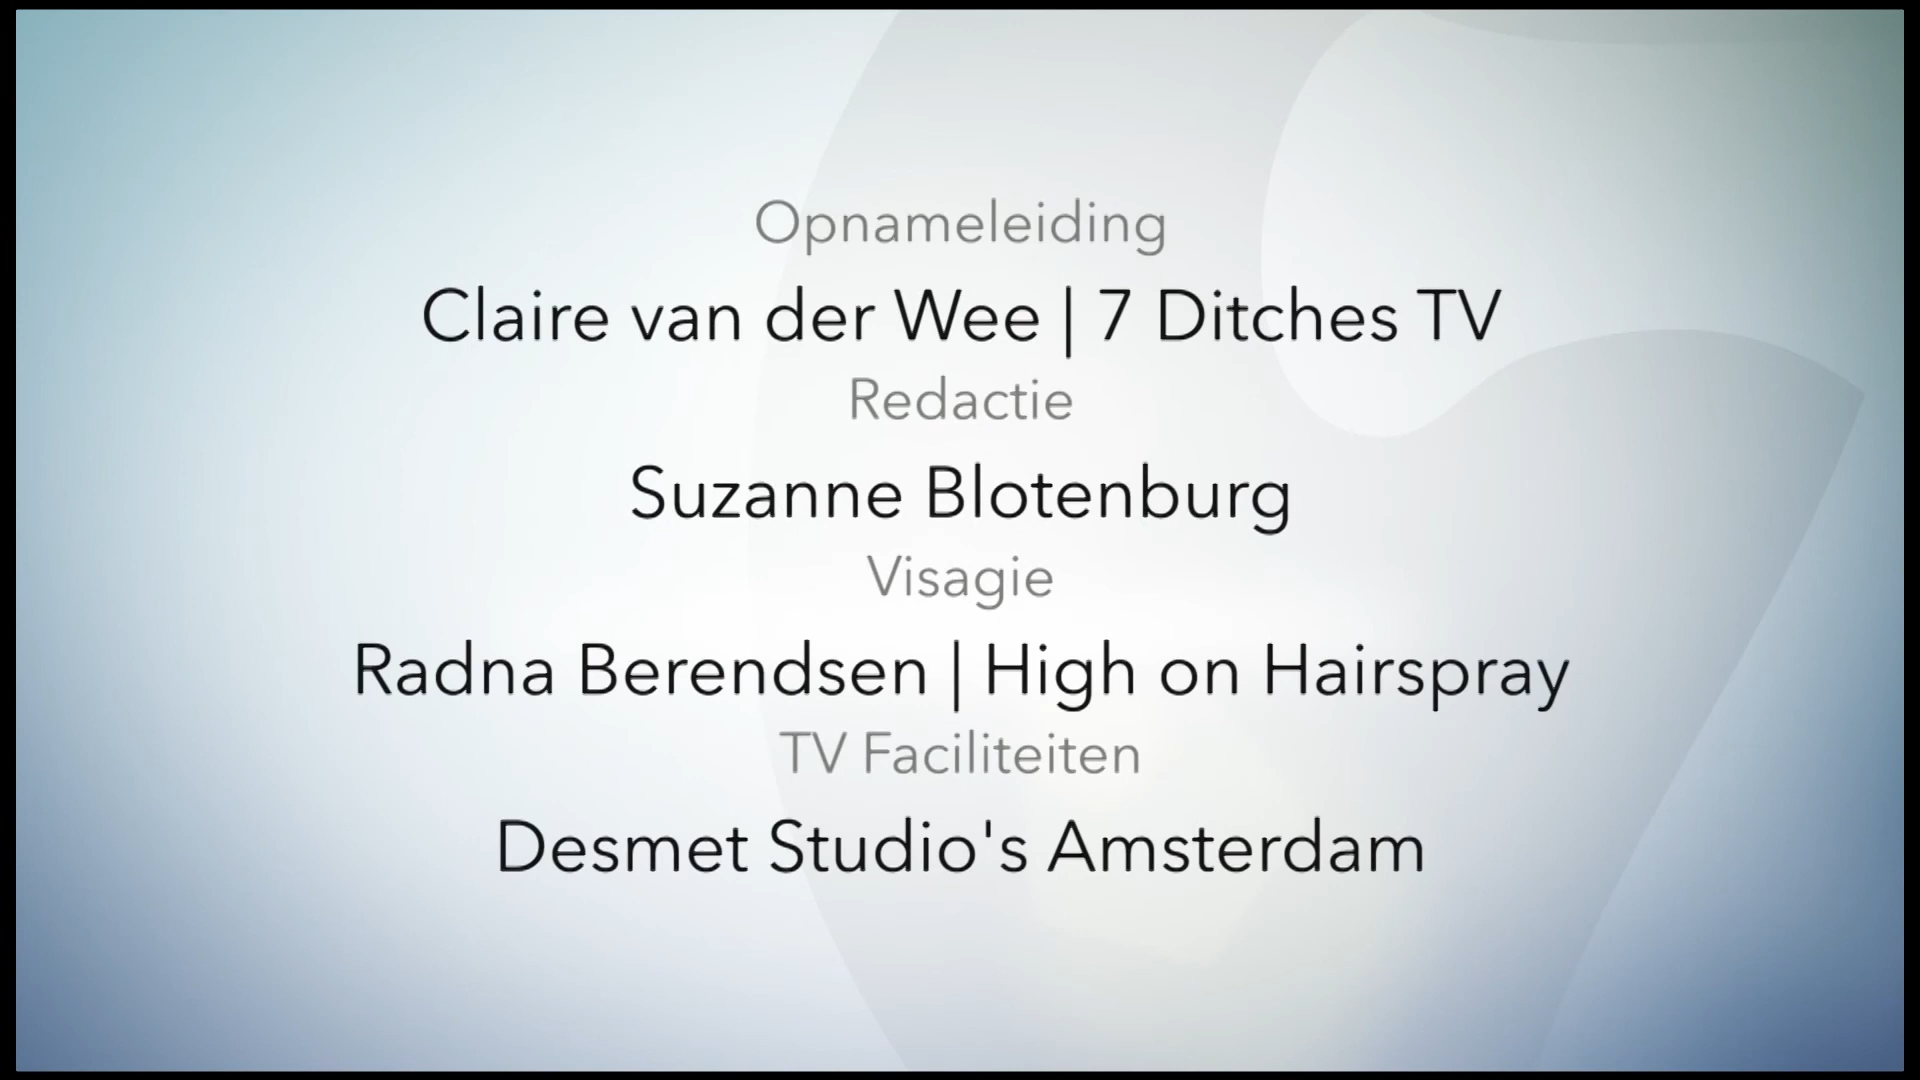 Opnameleiding
Claire van der Wee | 7 Ditches TV
Redactie
Suzanne Blotenburg
Visagie
Radna Berendsen | High on Hairspray
TV Faciliteiten
Desmet Studio's Amsterdam